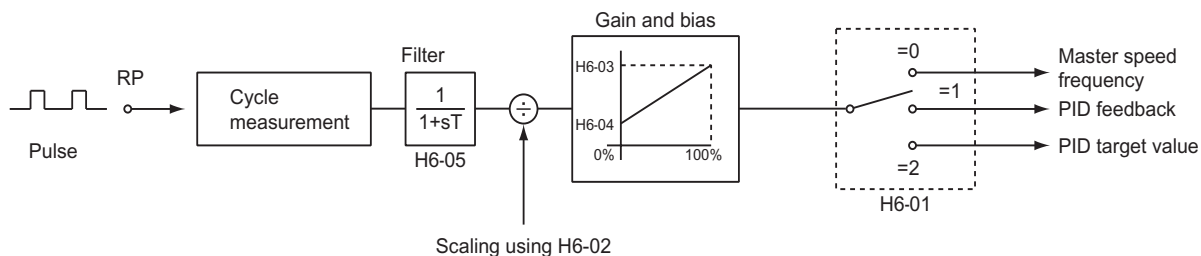 Gain and bias
Filter
RP
Pulse
Cycle
measurement
1
1+sT
H6-05
÷
Scaling using H6-02
H6-03
H6-04
0%
100%
=0
=1
=2
H6-01
Master speed
frequency
PID feedback
PID target value